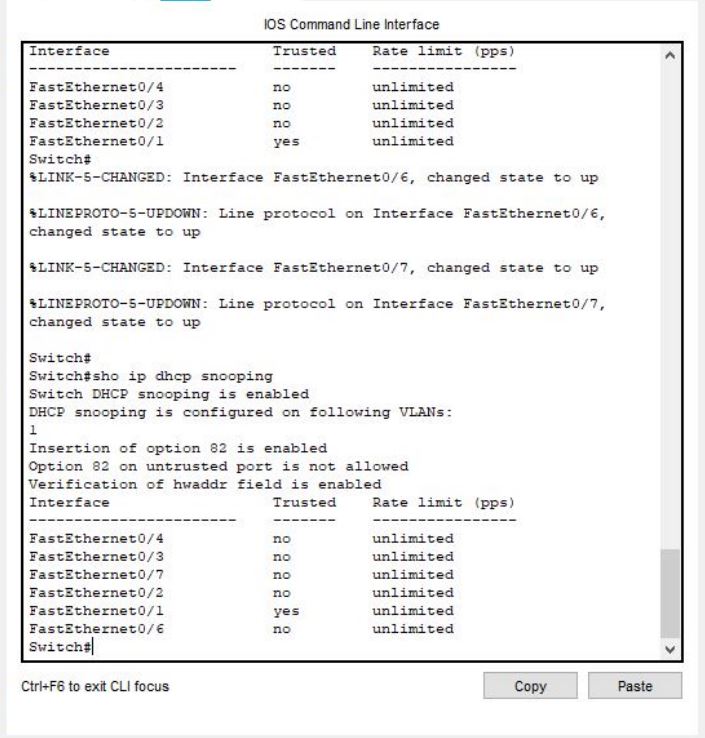 IOS Command Line Interface
Interface Trusted Rate limit (pps)
----------------------- ------- ----------------
FastEthernet0/4 no unlimited
FastEthernet0/3 no unlimited
FastEthernet0/2 no unlimited
FastEthernet0/1 yes unlimited
Switch#
%LINK-5-CHANGED: Interface FastEthernet0/6, changed state to up
%LINEPROTO-5-UPDOWN: Line protocol on Interface FastEthernet0/6,
changed state to up
%LINK-5-CHANGED: Interface FastEthernet0/7, changed state to up
%LINEPROTO-5-UPDOWN: Line protocol on Interface FastEthernet0/7,
changed state to up
Switch#
Switch#sho ip dhcp snooping
Switch DHCP snooping is enabled
DHCP snooping is configured on following VLANs:
1
Insertion of option 82 is enabled
Option 82 on untrusted port is not allowed
Verification of hwaddr field is enabled
Interface Trusted Rate limit (pps)
----------------------- ------- ----------------
FastEthernet0/4 no unlimited
FastEthernet0/3 no unlimited
FastEthernet0/7 no unlimited
FastEthernet0/2 no unlimited
FastEthernet0/1 yes unlimited
FastEthernet0/6 no unlimited
Switch#
Ctrl+F6 to exit CLI focus Copy Paste